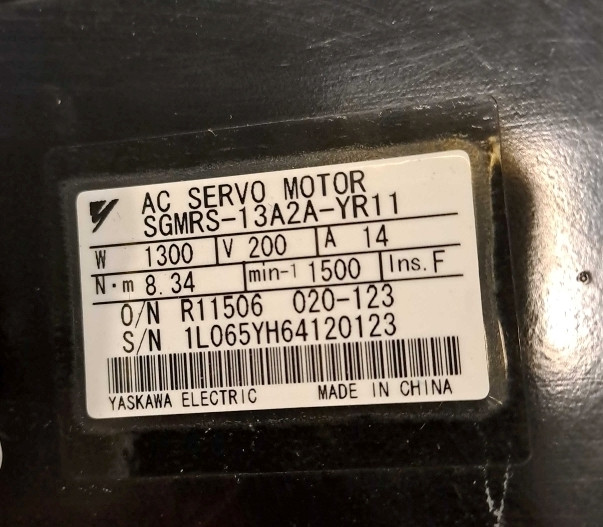 AC SERVO MOTOR
SGMRS-13A2A-YR11
W 1300 V 200 A 14
N·m 8.34 min-1 1500 Ins. F
O/N R11506 020-123
S/N 1L065YH64120123
YASKAWA ELECTRIC MADE IN CHINA